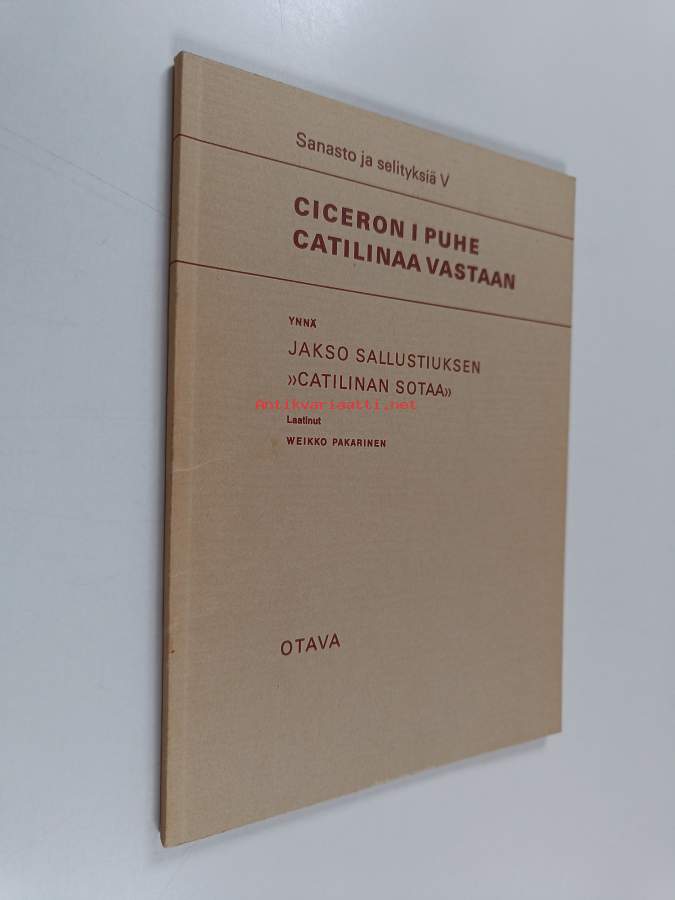 Sanasto ja selityksiä V
CICERON I PUHE
CATILINAA VASTAAN
YNNÄ
JAKSO SALLUSTIUKSEN
»CATILINAN SOTAA»
Antikvariaatti.net
Laatinut
WEIKKO PAKARINEN
OTAVA